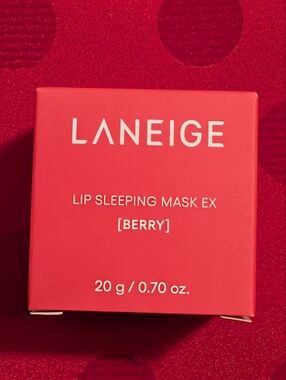 LANEIGE
LIP SLEEPING MASK EX
[BERRY]
20 g / 0.70 oz.